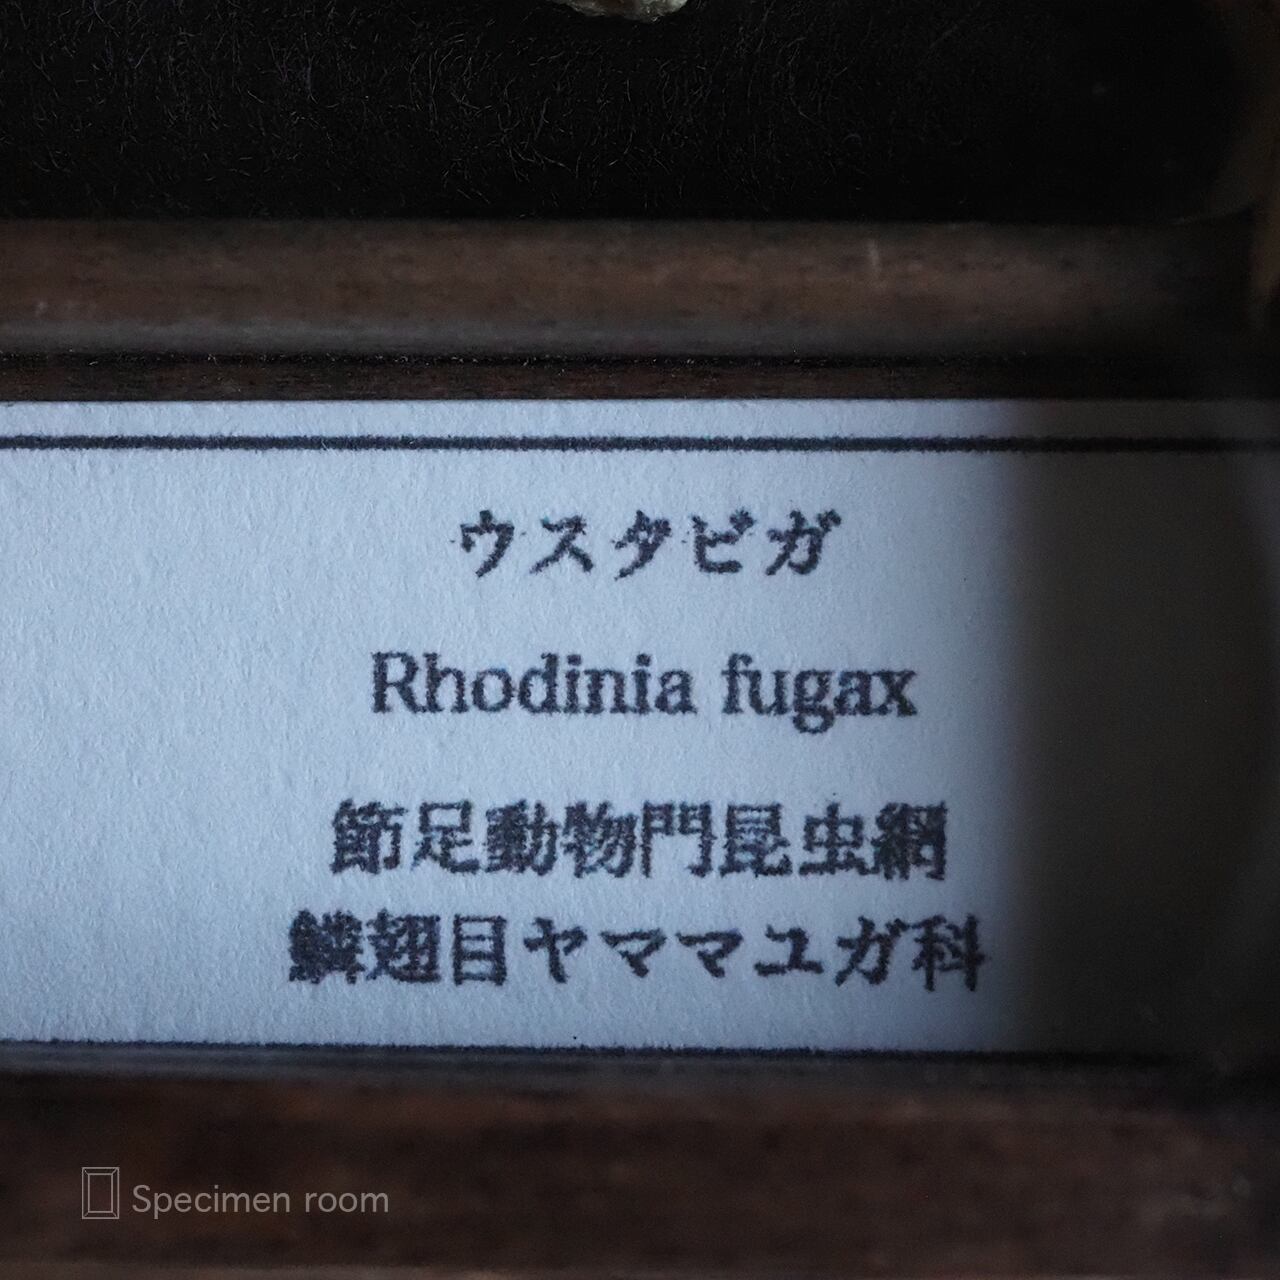 ウスタビガ
Rhodinia fugax
節足動物門昆虫網
鱗翅目ヤママユガ科
Specimen room